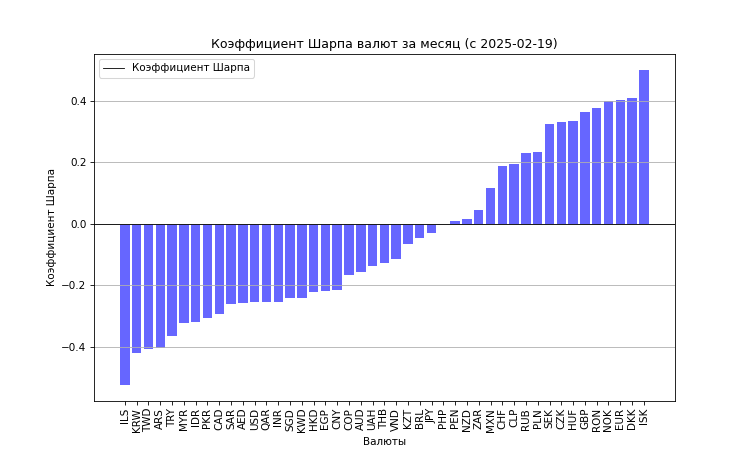 Коэффициент Шарпа валют за месяц (с 2025-02-19)
Коэффициент Шарпа
Коэффициент Шарпа
0.4
0.2
0.0
−0.2
−0.4
ILS KRW TWD ARS TRY MYR IDR PKR CAD SAR AED USD QAR INR SGD KWD HKD EGP CNY COP AUD UAH THB VND KZT BRL JPY PHP PEN NZD ZAR MXN CHF CLP RUB PLN SEK CZK HUF GBP RON NOK EUR DKK ISK
Валюты